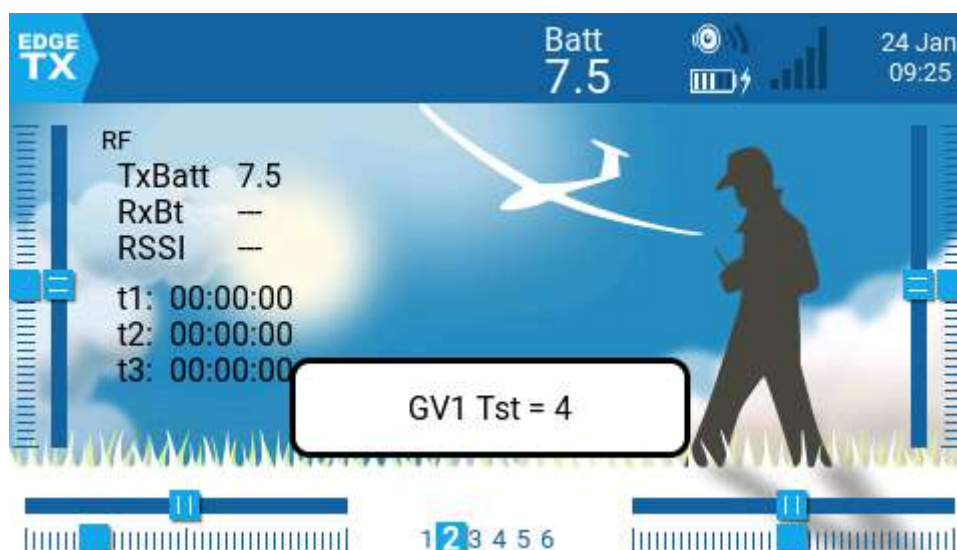 EDGE
TX
Batt
7.5
24 Jan
09:25
RF
TxBatt 7.5
RxBt ---
RSSI ---
t1: 00:00:00
t2: 00:00:00
t3: 00:00:00
GV1 Tst = 4
1 2 3 4 5 6